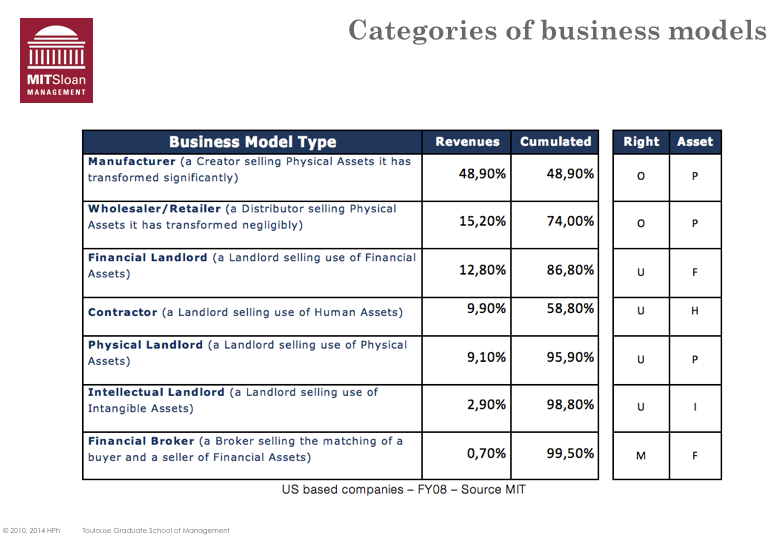 Categories of business models
MITSloan
MANAGEMENT
Business Model Type Revenues Cumulated Right Asset
Manufacturer (a Creator selling Physical Assets it has
transformed significantly) 48,90% 48,90% O P
Wholesaler/Retailer (a Distributor selling Physical
Assets it has transformed negligibly) 15,20% 74,00% O P
Financial Landlord (a Landlord selling use of Financial
Assets) 12,80% 86,80% U F
Contractor (a Landlord selling use of Human Assets) 9,90% 58,80% U H
Physical Landlord (a Landlord selling use of Physical
Assets) 9,10% 95,90% U P
Intellectual Landlord (a Landlord selling use of
Intangible Assets) 2,90% 98,80% U I
Financial Broker (a Broker selling the matching of a
buyer and a seller of Financial Assets) 0,70% 99,50% M F
US based companies – FY08 – Source MIT
© 2010, 2014 HPh Toulouse Graduate School of Management